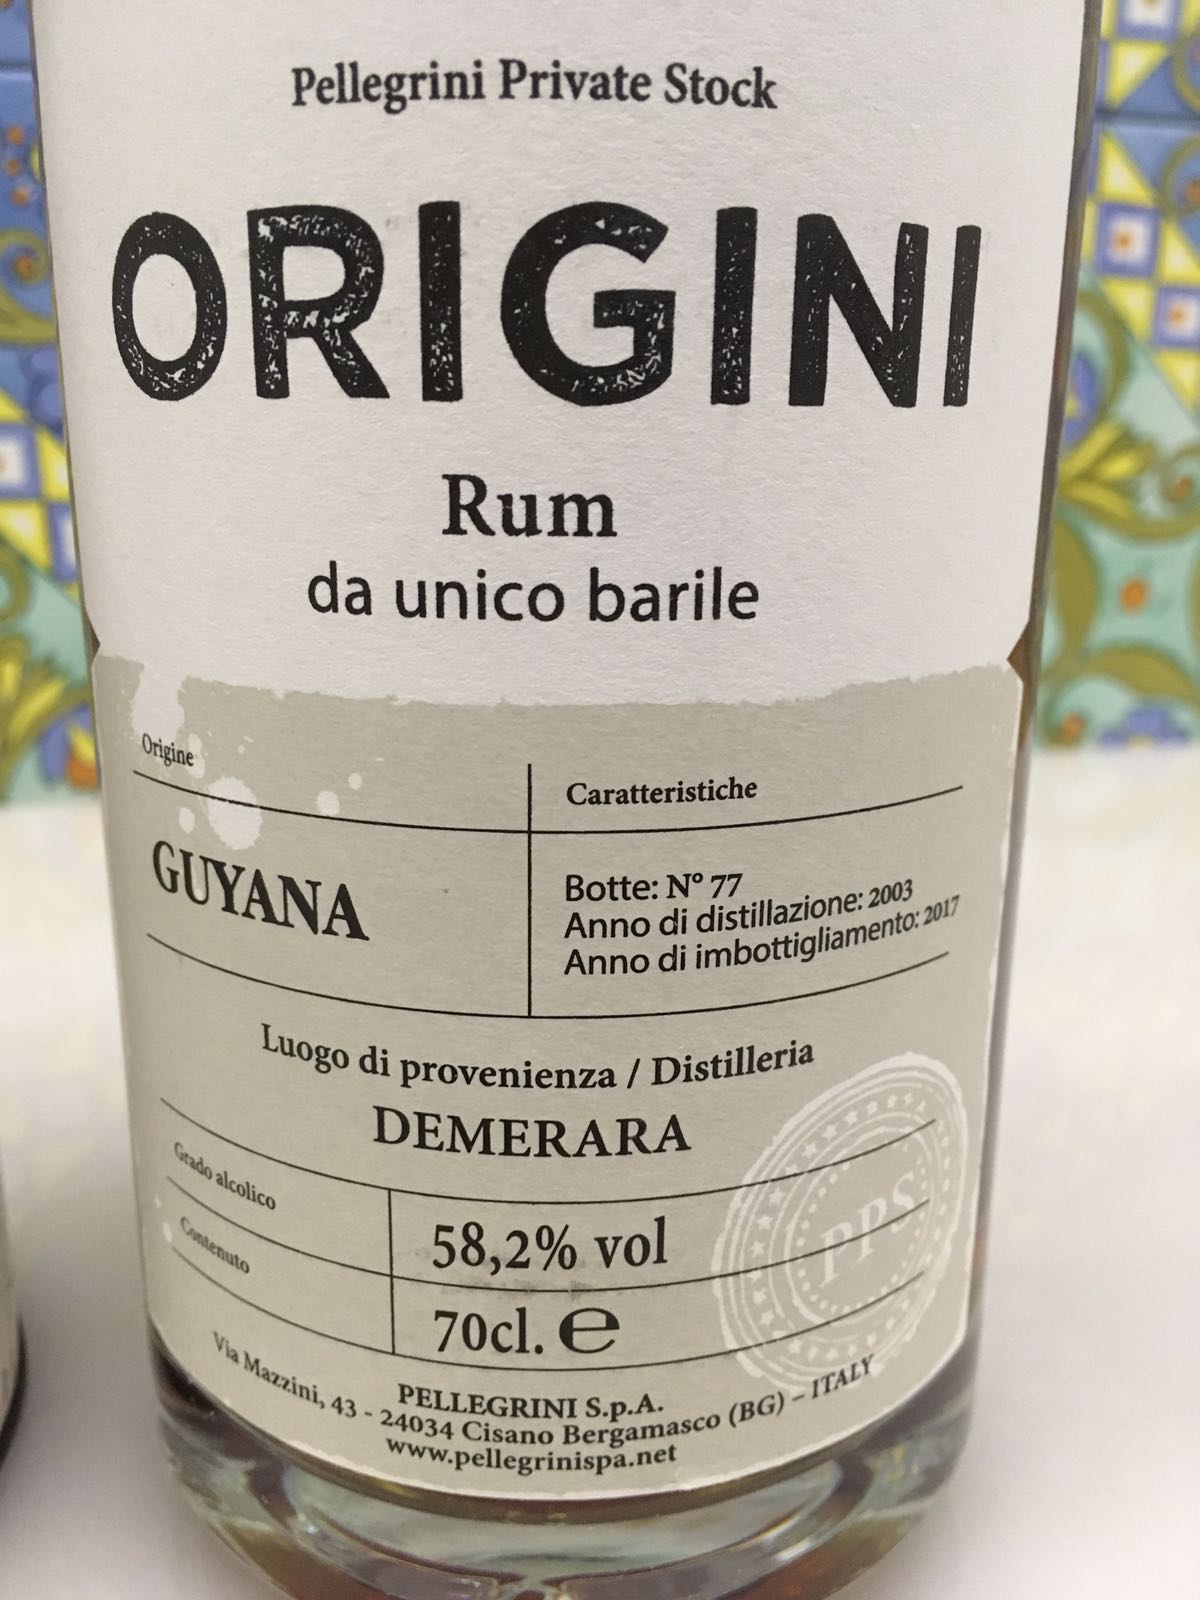 Pellegrini Private Stock
ORIGINI
Rum
da unico barile
Origine
Caratteristiche
GUYANA
Botte: N° 77
Anno di distillazione: 2003
Anno di imbottigliamento: 2017
Luogo di provenienza / Distilleria
DEMERARA
Grado alcolico
58,2% vol
Contenuto
70cl. ℮
PPS
PELLEGRINI S.p.A.
Via Mazzini, 43 - 24034 Cisano Bergamasco (BG) – ITALY
www.pellegrinispa.net